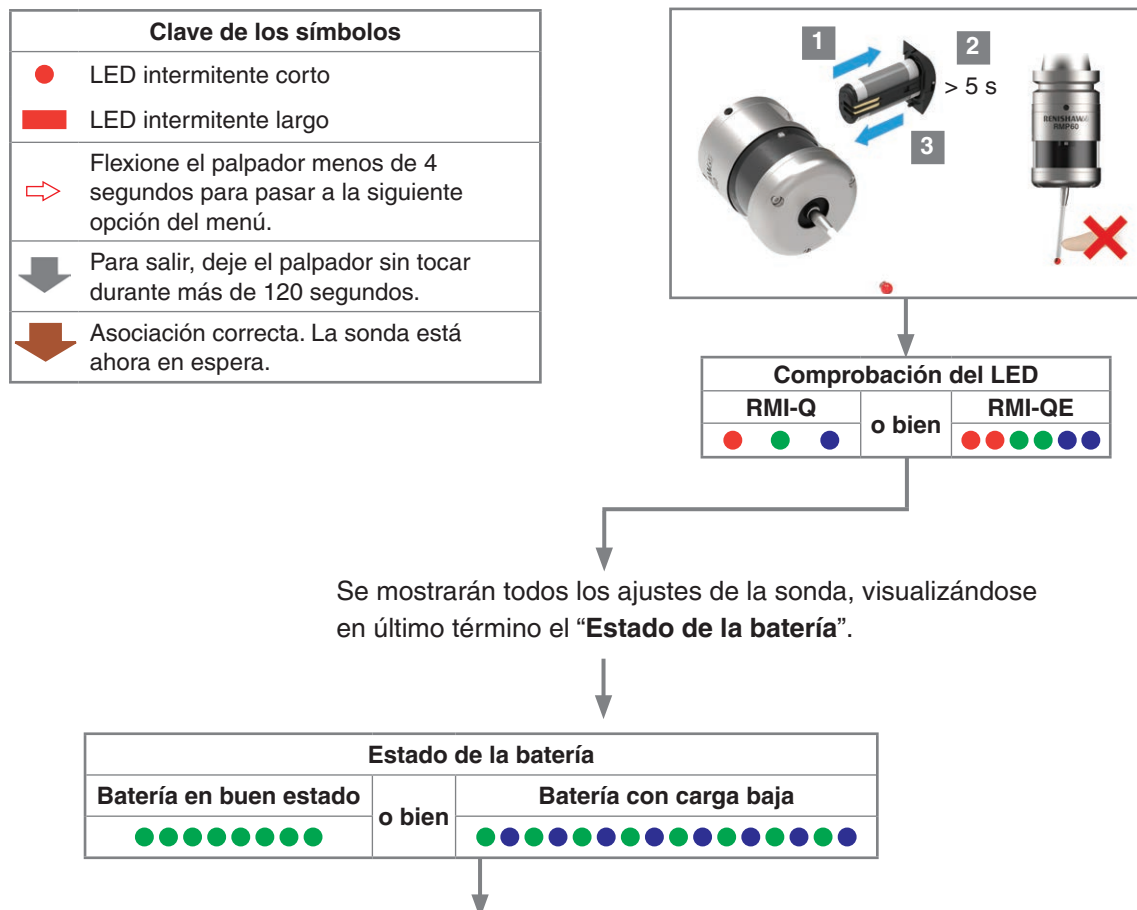 Clave de los símbolos
LED intermitente corto
LED intermitente largo
Flexione el palpador menos de 4
segundos para pasar a la siguiente
opción del menú.
Para salir, deje el palpador sin tocar
durante más de 120 segundos.
Asociación correcta. La sonda está
ahora en espera.
1
2
> 5 s
3
RENISHAW
RMP60
Comprobación del LED
RMI-Q
o bien
RMI-QE
Se mostrarán todos los ajustes de la sonda, visualizándose
en último término el “Estado de la batería”.
Estado de la batería
Batería en buen estado
o bien
Batería con carga baja